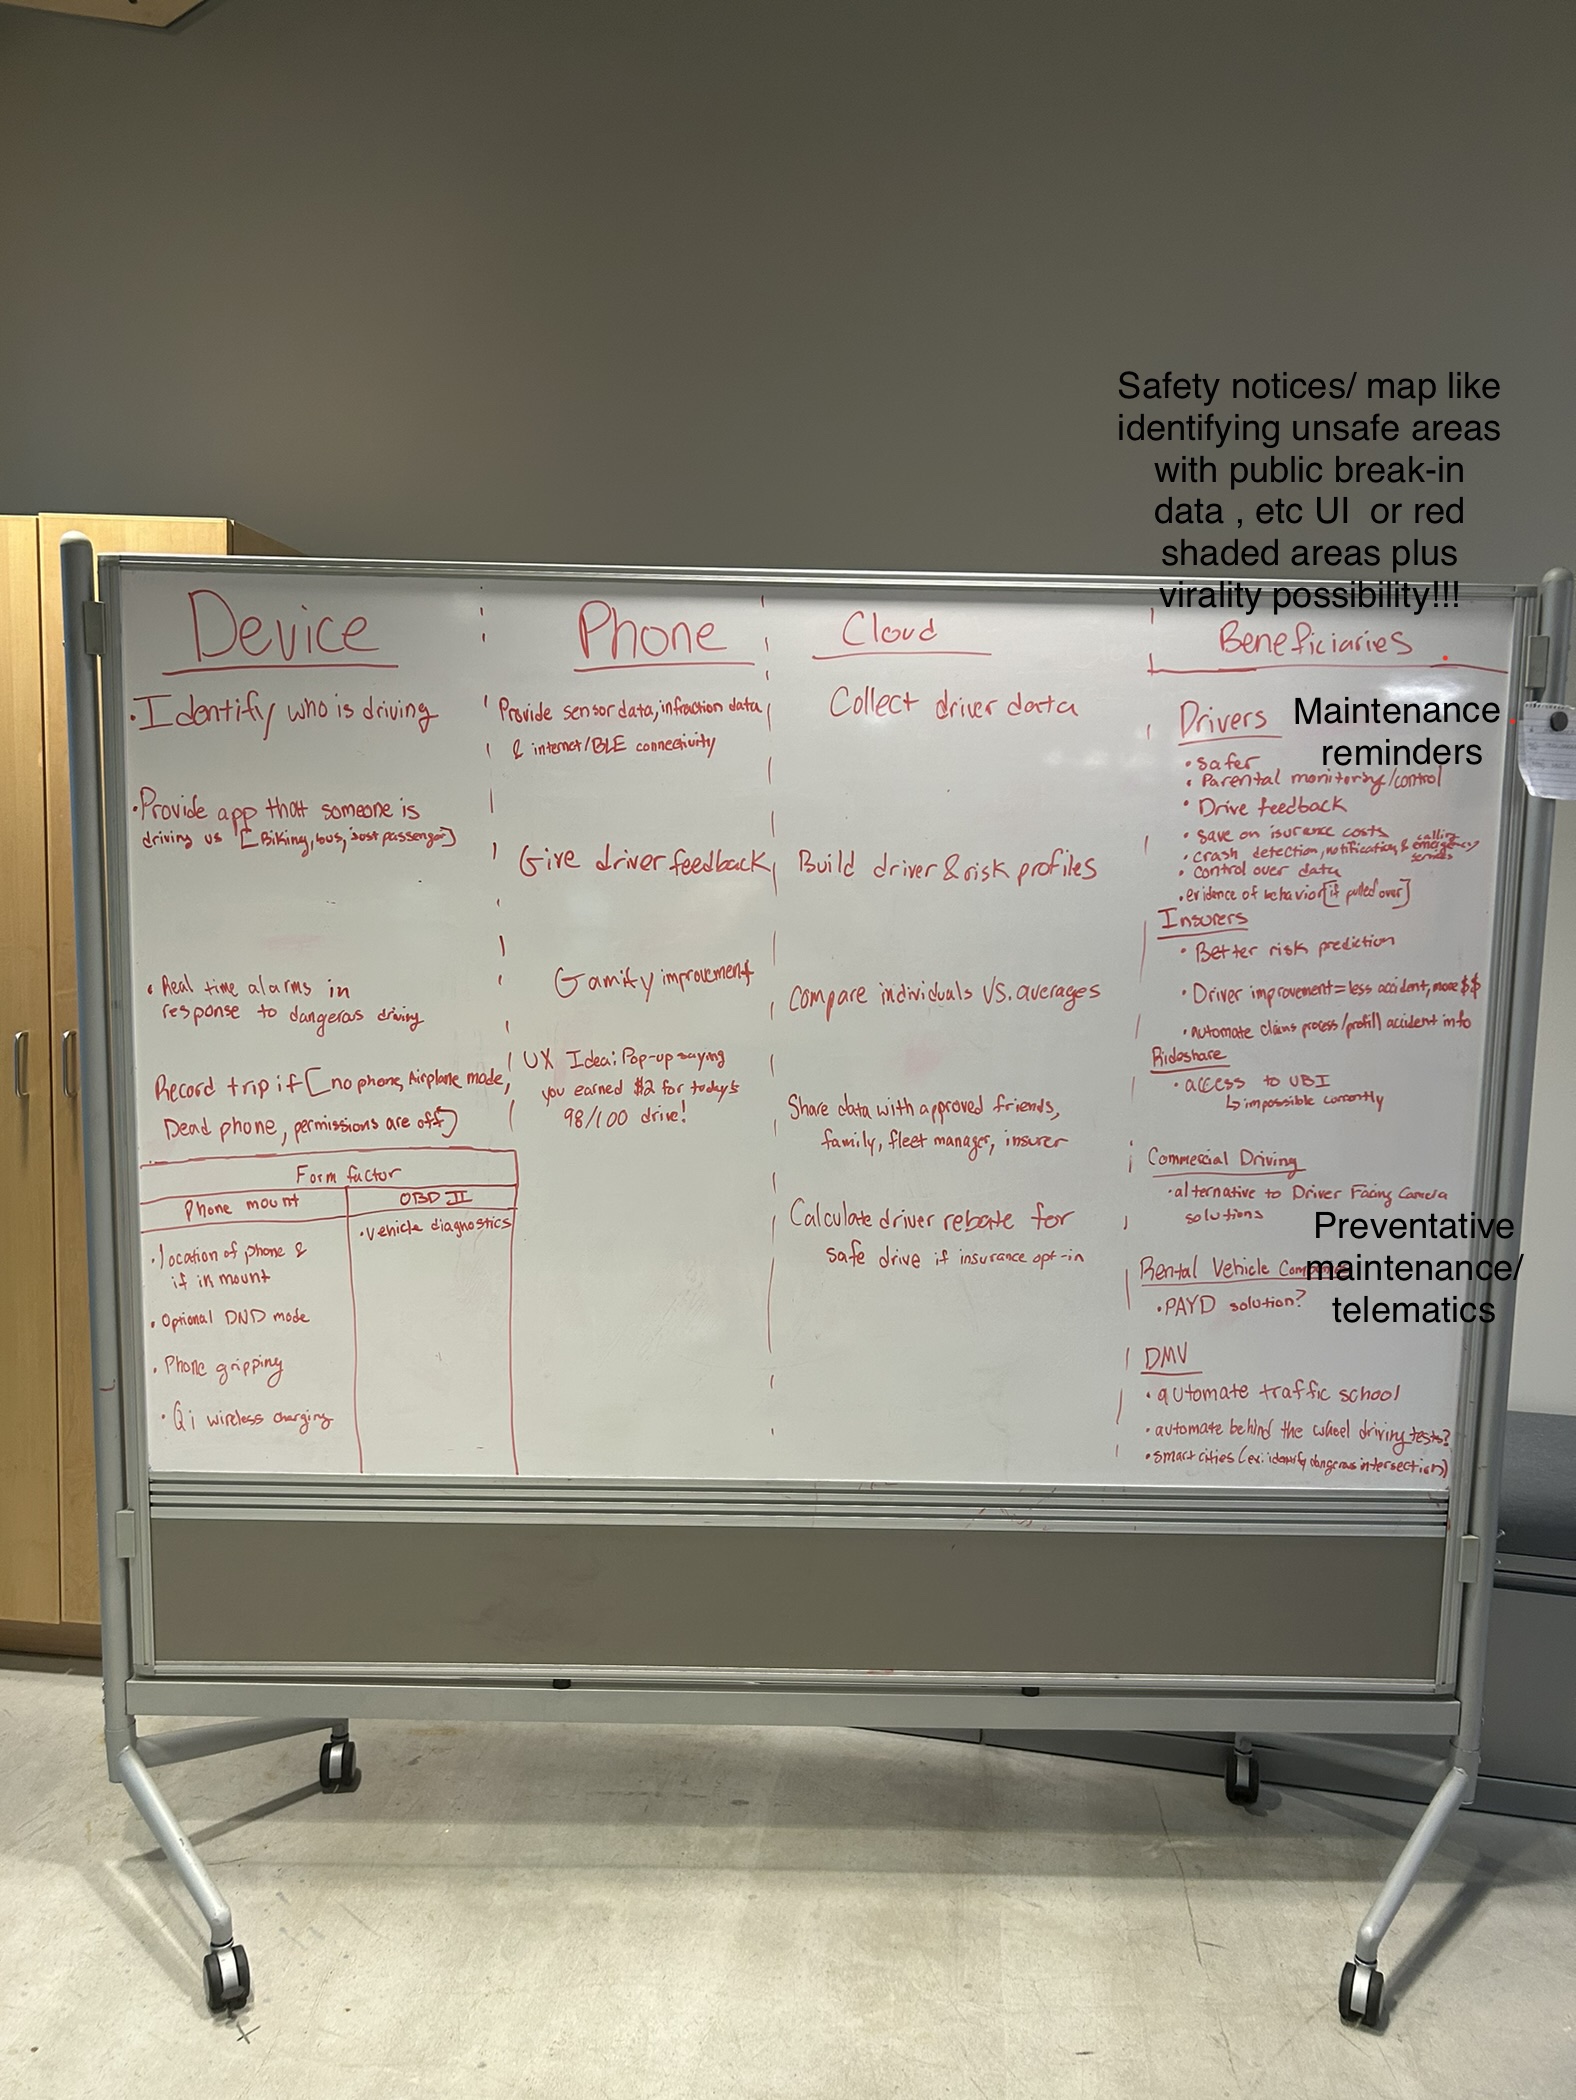 Safety notices/ map like
identifying unsafe areas
with public break-in
data , etc UI  or red
shaded areas plus
virality possibility!!!
Device
• Identify who is driving
• Provide app that someone is
driving vs [Biking, bus, just passenger]
• Real time alarms in
response to dangerous driving
Record trip if [no phone, Airplane mode,
Dead phone, permissions are off]
Form factor
Phone mount
• location of phone &
if in mount
• Optional DND mode
• Phone gripping
• Qi wireless charging
OBD II
• vehicle diagnostics
Phone
Provide sensor data, infraction data
& internet/BLE connectivity
Give driver feedback
Gamify improvement
UX Idea: Pop-up saying
you earned $2 for today's
98/100 drive!
Cloud
Collect driver data
Build driver & risk profiles
Compare individuals VS. averages
Share data with approved friends,
family, fleet manager, insurer
Calculate driver rebate for
safe drive if insurance opt-in
Beneficiaries
Drivers
Maintenance
reminders
• safer
• Parental monitoring/control
• Drive feedback
• save on isurence costs
• crash detection, notification, & calling emergency services
• control over data
• evidence of behavior [if pulled over]
Insurers
• Better risk prediction
• Driver improvement = less accident, more $$
• automate claims process/profill accident info
Rideshare
• access to UBI
↳ impossible currently
Commercial Driving
• alternative to Driver Facing Camera
solutions
Preventative
maintenance/
telematics
Rental Vehicle
• PAYD solution?
DMV
• automate traffic school
• automate behind the wheel driving tests?
• smart cities (ex: identify dangerous intersection)